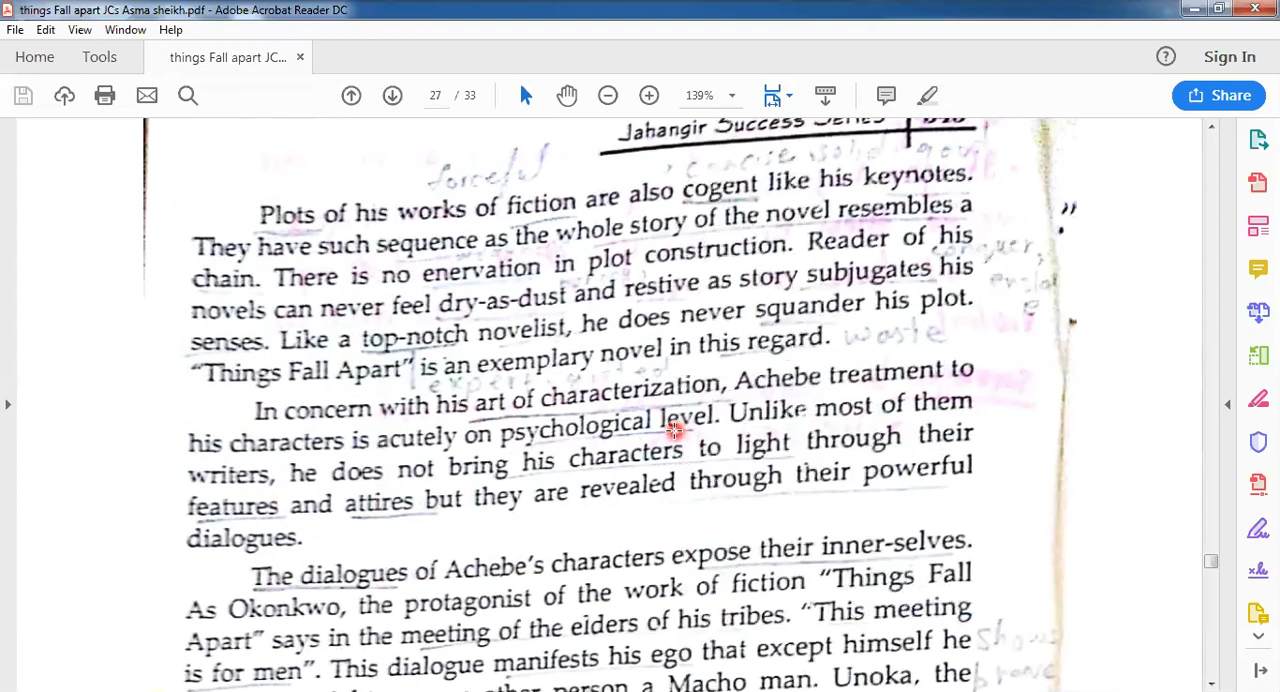 things Fall apart JCs Asma sheikh.pdf - Adobe Acrobat Reader DC
File Edit View Window Help
Home Tools things Fall apart JC... × Sign In
27 / 33 139% Share
Jahangir Success Series
forceful concise solid
Plots of his works of fiction are also cogent like his keynotes.
They have such sequence as the whole story of the novel resembles a
chain. There is no enervation in plot construction. Reader of his
conquer,
novels can never feel dry-as-dust and restive as story subjugates his
senses. Like a top-notch novelist, he does never squander his plot.
"Things Fall Apart" is an exemplary novel in this regard. waste
expert gifted
In concern with his art of characterization, Achebe treatment to
his characters is acutely on psychological level. Unlike most of them
writers, he does not bring his characters to light through their
features and attires but they are revealed through their powerful
dialogues.
The dialogues of Achebe's characters expose their inner-selves.
As Okonkwo, the protagonist of the work of fiction "Things Fall
Apart" says in the meeting of the elders of his tribes. "This meeting
is for men". This dialogue manifests his ego that except himself he shows
person a Macho man. Unoka, the